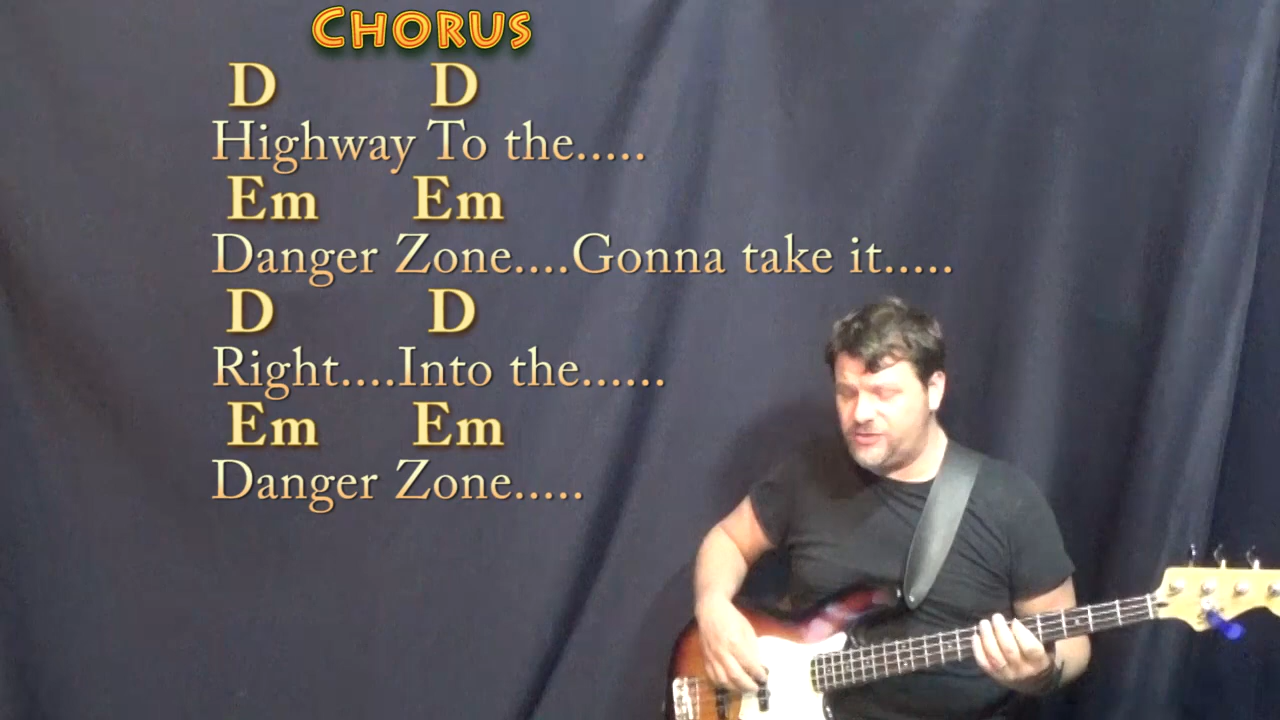 CHORUS
D D
Highway To the.....
Em Em
Danger Zone....Gonna take it.....
D D
Right....Into the......
Em Em
Danger Zone.....